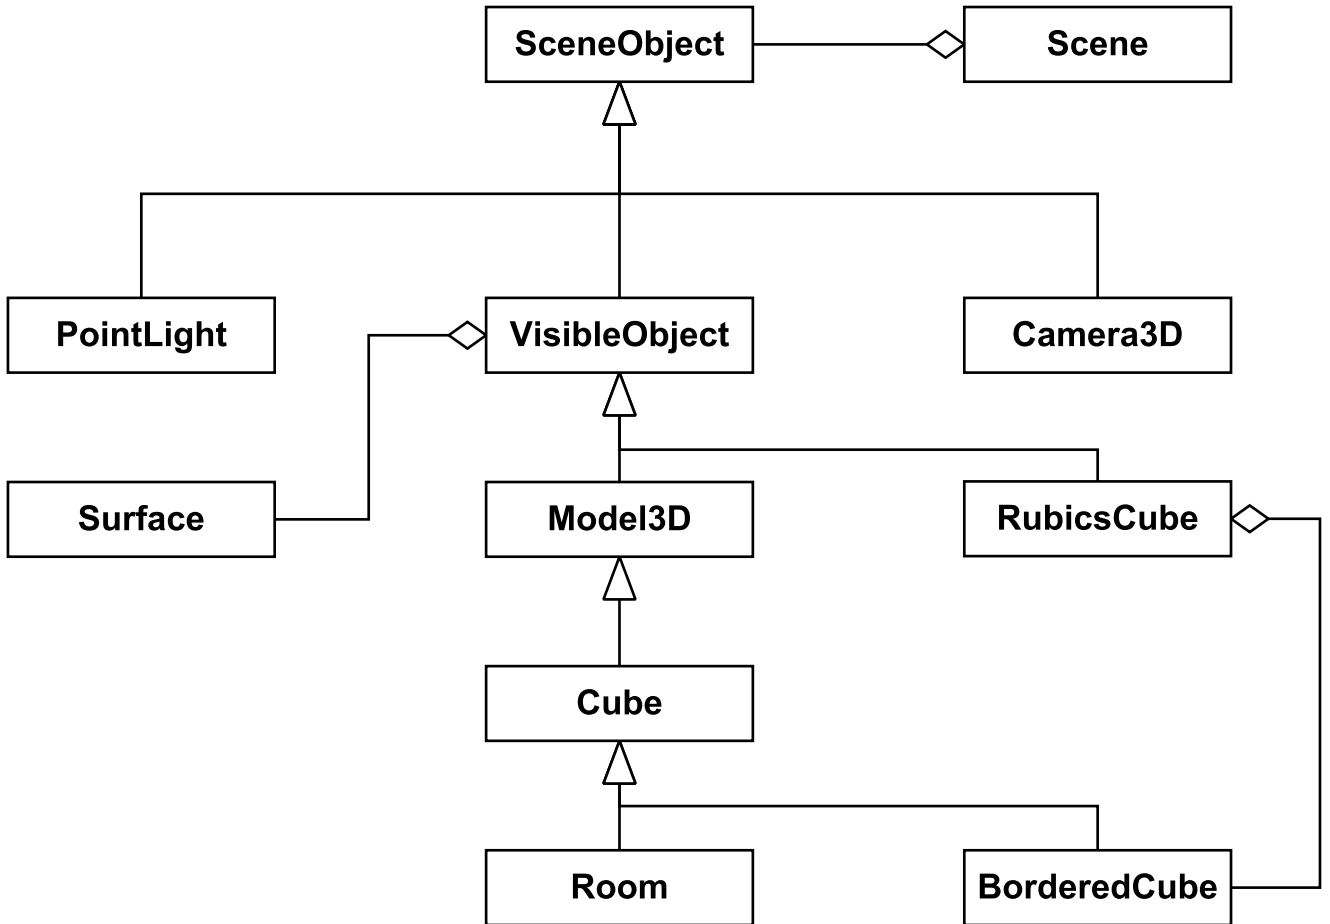 SceneObject
Scene
PointLight
VisibleObject
Camera3D
Surface
Model3D
RubicsCube
Cube
Room
BorderedCube